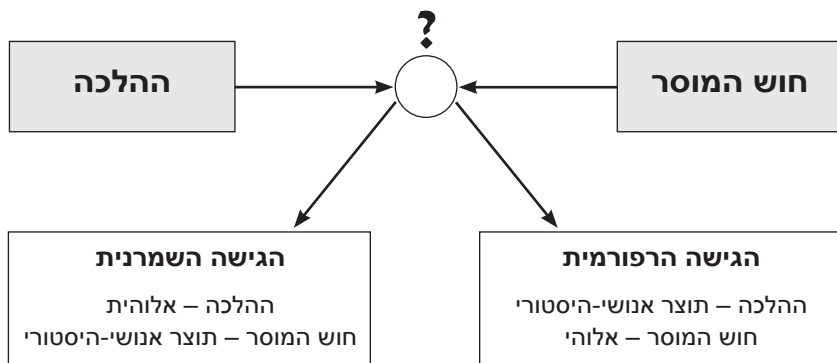 ?
חוש המוסר
ההלכה
הגישה הרפורמית
ההלכה – תוצר אנושי-היסטורי
חוש המוסר – אלוהי
הגישה השמרנית
ההלכה – אלוהית
חוש המוסר – תוצר אנושי-היסטורי